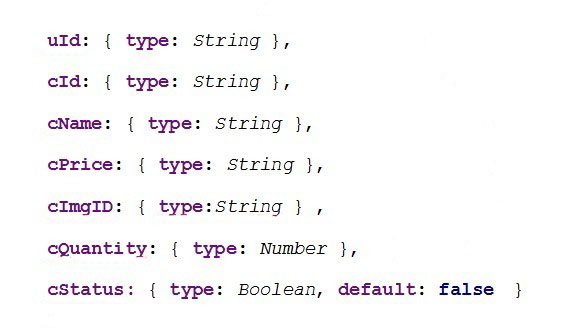 uId: { type: String },
cId: { type: String },
cName: { type: String },
cPrice: { type: String },
cImgID: { type:String } ,
cQuantity: { type: Number },
cStatus: { type: Boolean, default: false }